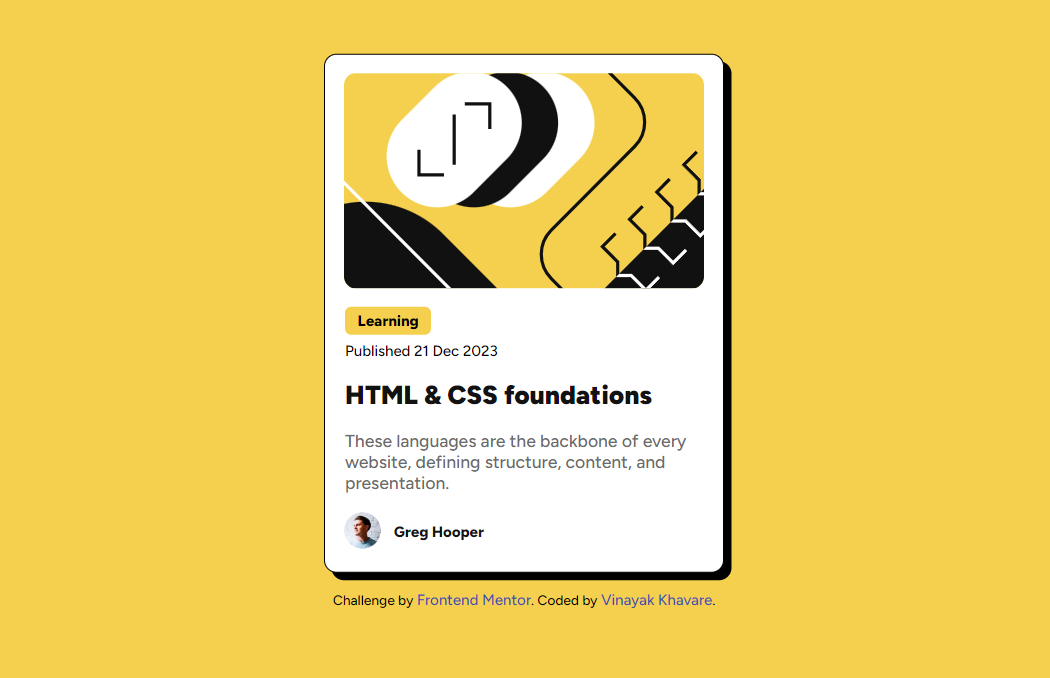 Learning
Published 21 Dec 2023
HTML & CSS foundations
These languages are the backbone of every
website, defining structure, content, and
presentation.
Greg Hooper
Challenge by Frontend Mentor. Coded by Vinayak Khavare.